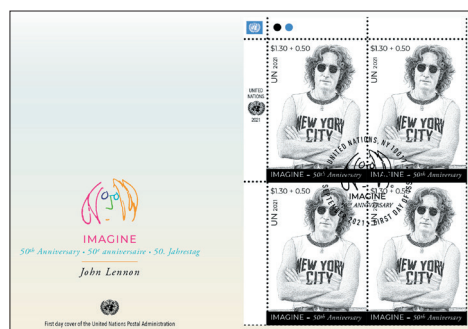 IMAGINE
50th Anniversary • 50e anniversaire • 50. Jahrestag
John Lennon
First day cover of the United Nations Postal Administration
UNITED
NATIONS
2021
$1.30 + 0.50
UN 2021
NEW YORK
CITY
IMAGINE – 50th Anniversary
$1.30 + 0.50
UN 2021
NEW YORK
CITY
IMAGINE – 50th Anniversary
UNITED NATIONS, NY
IMAGINE
ANNIVERSARY
2021 • FIRST DAY OF
$1.30 + 0.50
UN 2021
NEW YORK
CITY
IMAGINE – 50th Anniversary
$1.30 + 0.50
NEW YORK
CITY
IMAGINE – 50th Anniversary